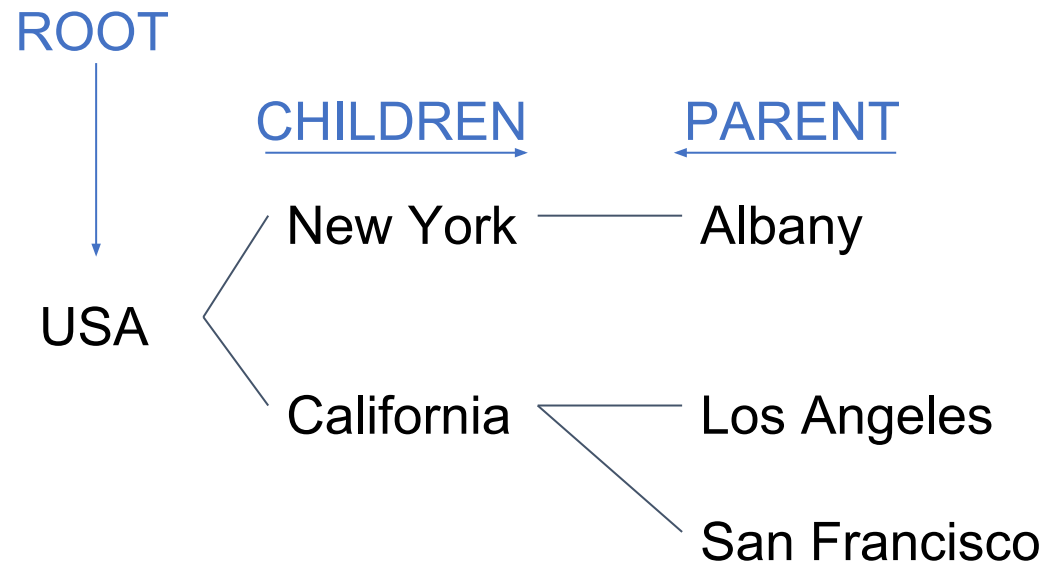 ROOT
CHILDREN PARENT
New York Albany
USA
California Los Angeles
San Francisco